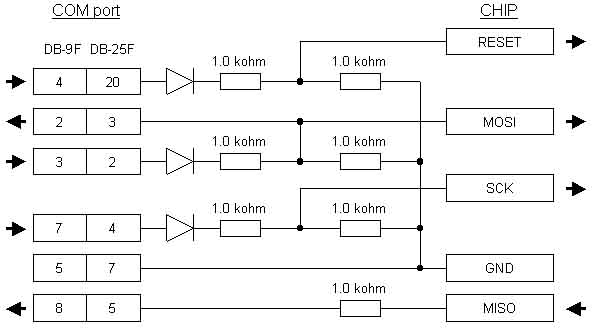 COM port CHIP
DB-9F DB-25F
RESET
1.0 kohm 1.0 kohm
4 20
2 3 MOSI
1.0 kohm 1.0 kohm
3 2
SCK
1.0 kohm 1.0 kohm
7 4
5 7 GND
1.0 kohm
8 5 MISO